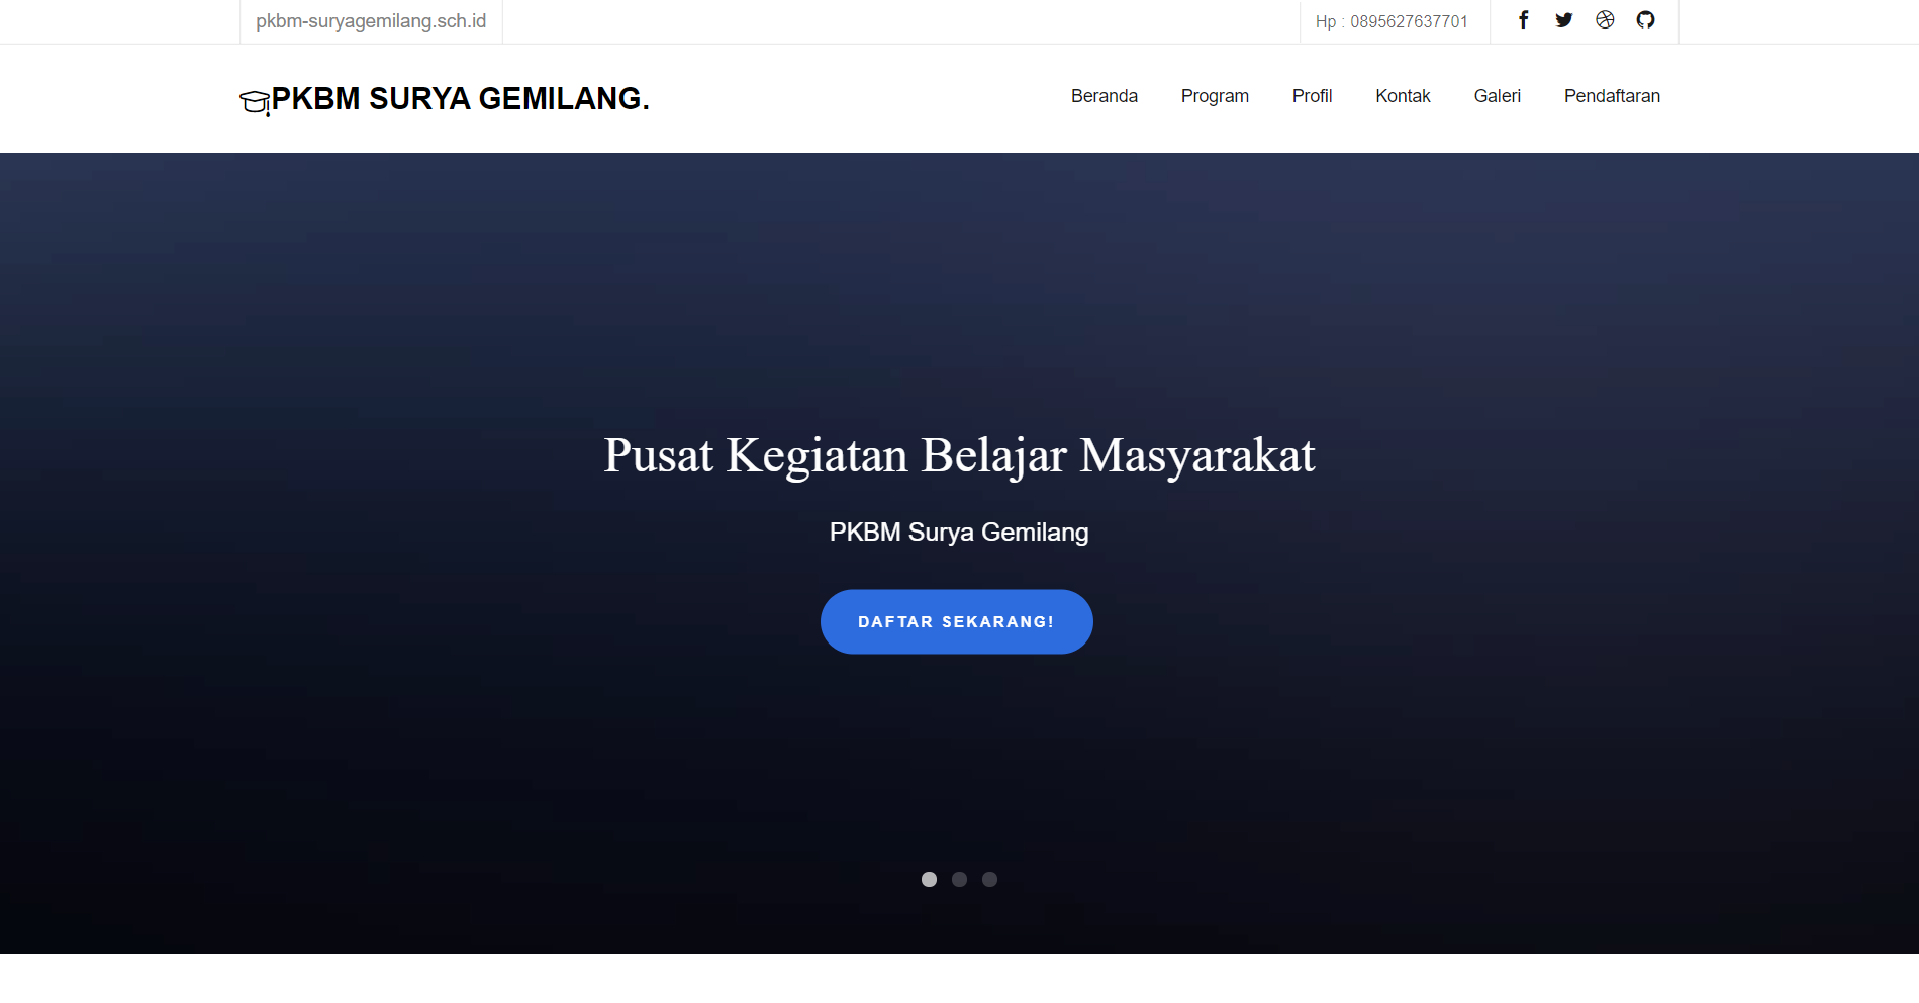 pkbm-suryagemilang.sch.id
Hp : 0895627637701
PKBM SURYA GEMILANG.
Beranda Program Profil Kontak Galeri Pendaftaran
Pusat Kegiatan Belajar Masyarakat
PKBM Surya Gemilang
DAFTAR SEKARANG!